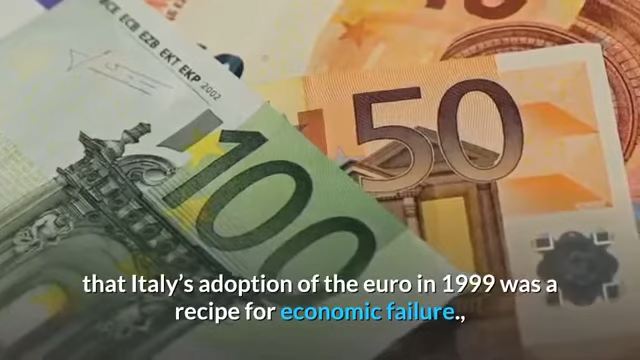 BCE ECB EZB EKT EKP 2002
100
50
that Italy's adoption of the euro in 1999 was a
recipe for economic failure.,